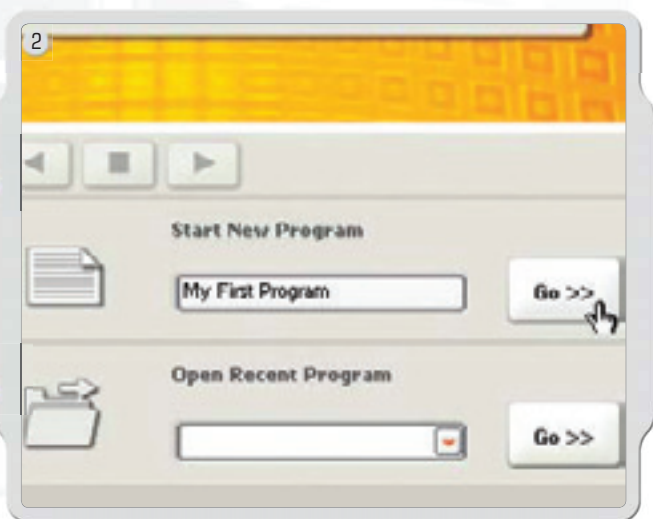 2
Start New Program
My First Program
Go >>
Open Recent Program
Go >>